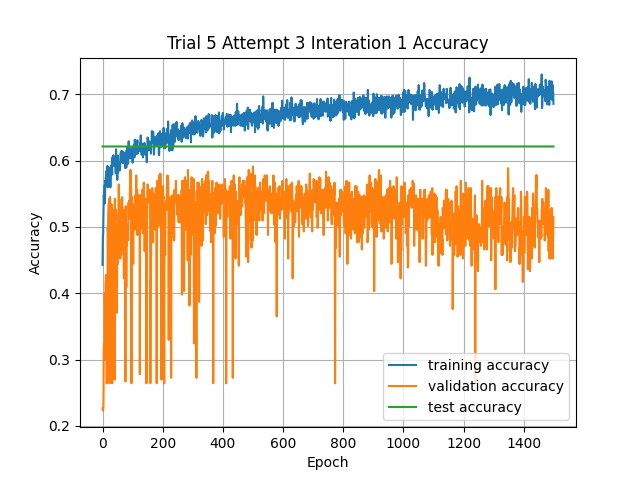 Trial 5 Attempt 3 Interation 1 Accuracy
Accuracy
0.7
0.6
0.5
0.4
0.3
0.2
0 200 400 600 800 1000 1200 1400
Epoch
training accuracy
validation accuracy
test accuracy